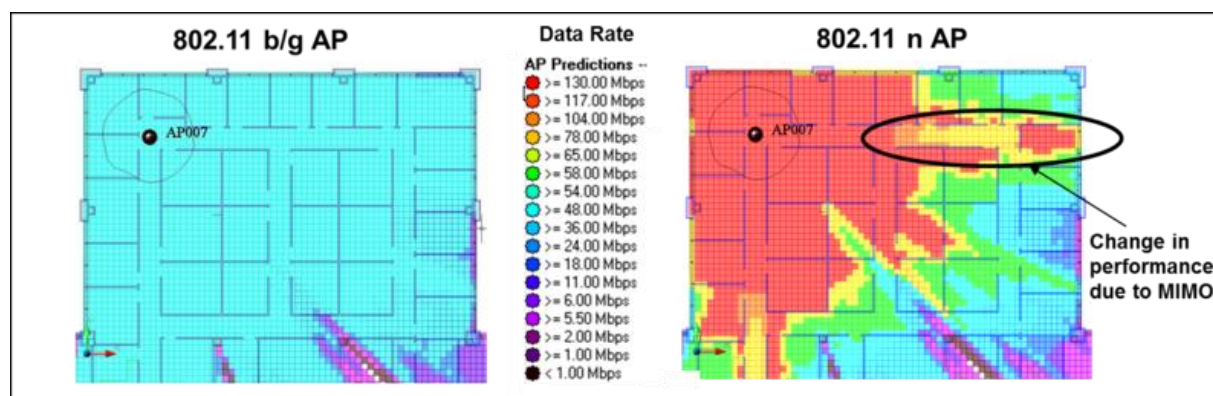 802.11 b/g AP
AP007
Data Rate
AP Predictions --
>= 130.00 Mbps
>= 117.00 Mbps
>= 104.00 Mbps
>= 78.00 Mbps
>= 65.00 Mbps
>= 58.00 Mbps
>= 54.00 Mbps
>= 48.00 Mbps
>= 36.00 Mbps
>= 24.00 Mbps
>= 18.00 Mbps
>= 11.00 Mbps
>= 6.00 Mbps
>= 5.50 Mbps
>= 2.00 Mbps
>= 1.00 Mbps
< 1.00 Mbps
802.11 n AP
AP007
Change in
performance
due to MIMO